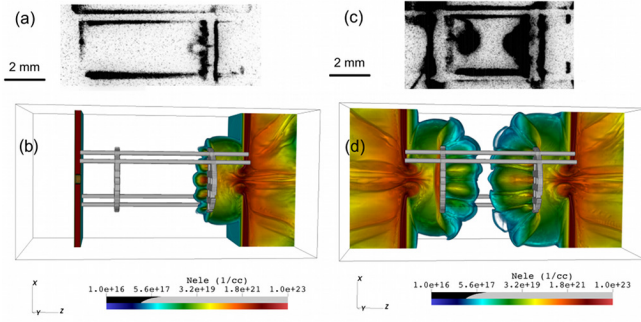 (a)
(c)
2 mm
2 mm
(b)
(d)
Nele (1/cc)
1.0e+16 5.6e+17 3.2e+19 1.8e+21 1.0e+23
X
Y
Z
Nele (1/cc)
1.0e+16 5.6e+17 3.2e+19 1.8e+21 1.0e+23
X
Y
Z